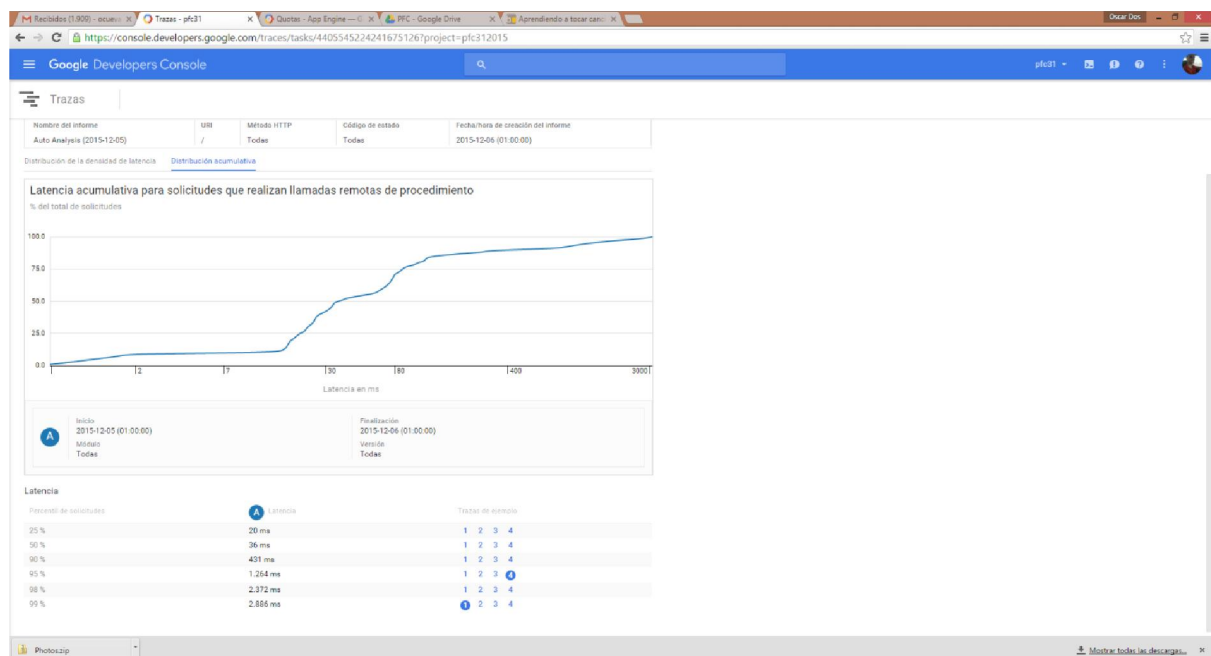 Recibidos (1.909) - ocuev
Trazas - pfc31
Quotas - App Engine — G
PFC - Google Drive
Aprendiendo a tocar canc
Oscar Dos
https://console.developers.google.com/traces/tasks/4405545224241675126?project=pfc312015
Google Developers Console
pfc31
Trazas
Nombre del informe URI Método HTTP Código de estado Fecha/hora de creación del informe
Auto Analysis (2015-12-05) / Todas Todas 2015-12-06 (01:00:00)
Distribución de la densidad de latencia Distribución acumulativa
Latencia acumulativa para solicitudes que realizan llamadas remotas de procedimiento
% del total de solicitudes
100.0
75.0
50.0
25.0
0.0
2 7 30 60 400 3000
Latencia en ms
A
Inicio
2015-12-05 (01:00:00)
Módulo
Todas
Finalización
2015-12-06 (01:00:00)
Versión
Todas
Latencia
Percentil de solicitudes A Latencia Trazas de ejemplo
25 % 20 ms 1 2 3 4
50 % 36 ms 1 2 3 4
90 % 431 ms 1 2 3 4
95 % 1.264 ms 1 2 3 4
98 % 2.372 ms 1 2 3 4
99 % 2.886 ms 1 2 3 4
Photos.zip
Mostrar todas las descargas...